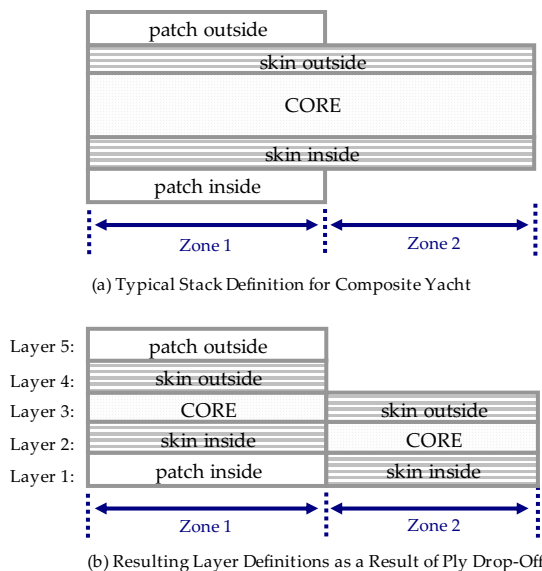 patch outside
skin outside
CORE
skin inside
patch inside
Zone 1 Zone 2
(a) Typical Stack Definition for Composite Yacht
Layer 5: patch outside
Layer 4: skin outside
Layer 3: CORE skin outside
Layer 2: skin inside CORE
Layer 1: patch inside skin inside
Zone 1 Zone 2
(b) Resulting Layer Definitions as a Result of Ply Drop-Off